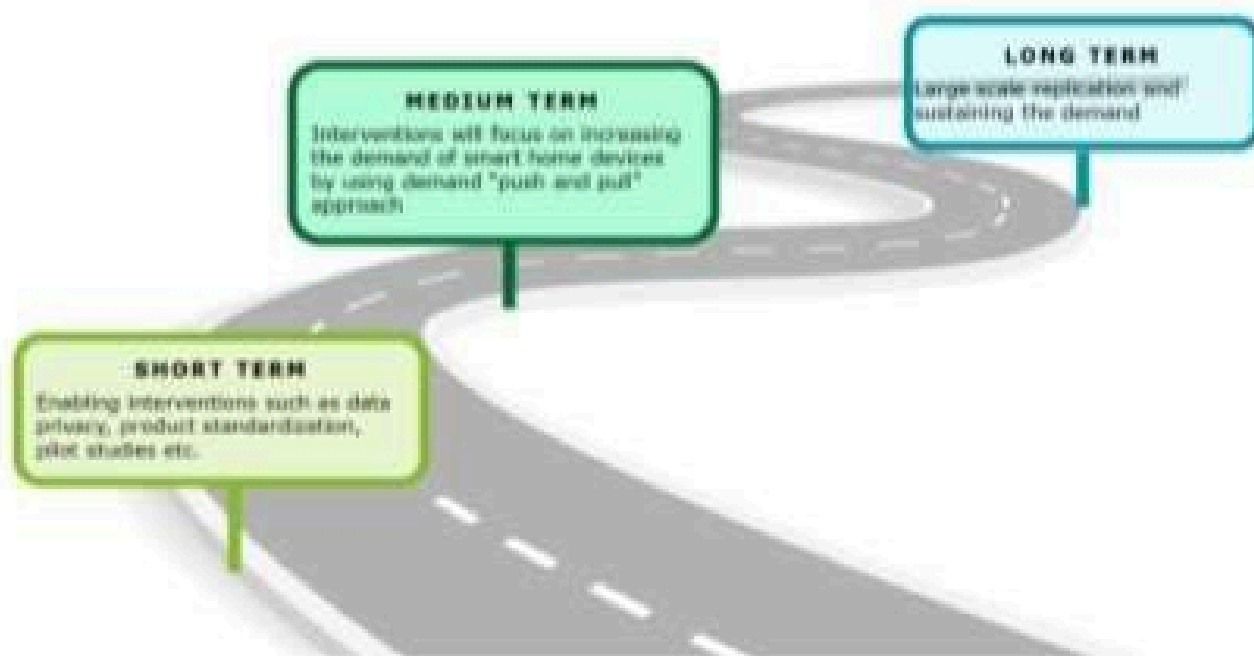 LONG TERM
Large scale replication and
sustaining the demand
MEDIUM TERM
Interventions will focus on increasing
the demand of smart home devices
by using demand "push and pull"
approach
SHORT TERM
Enabling interventions such as data
privacy, product standardization,
pilot studies etc.